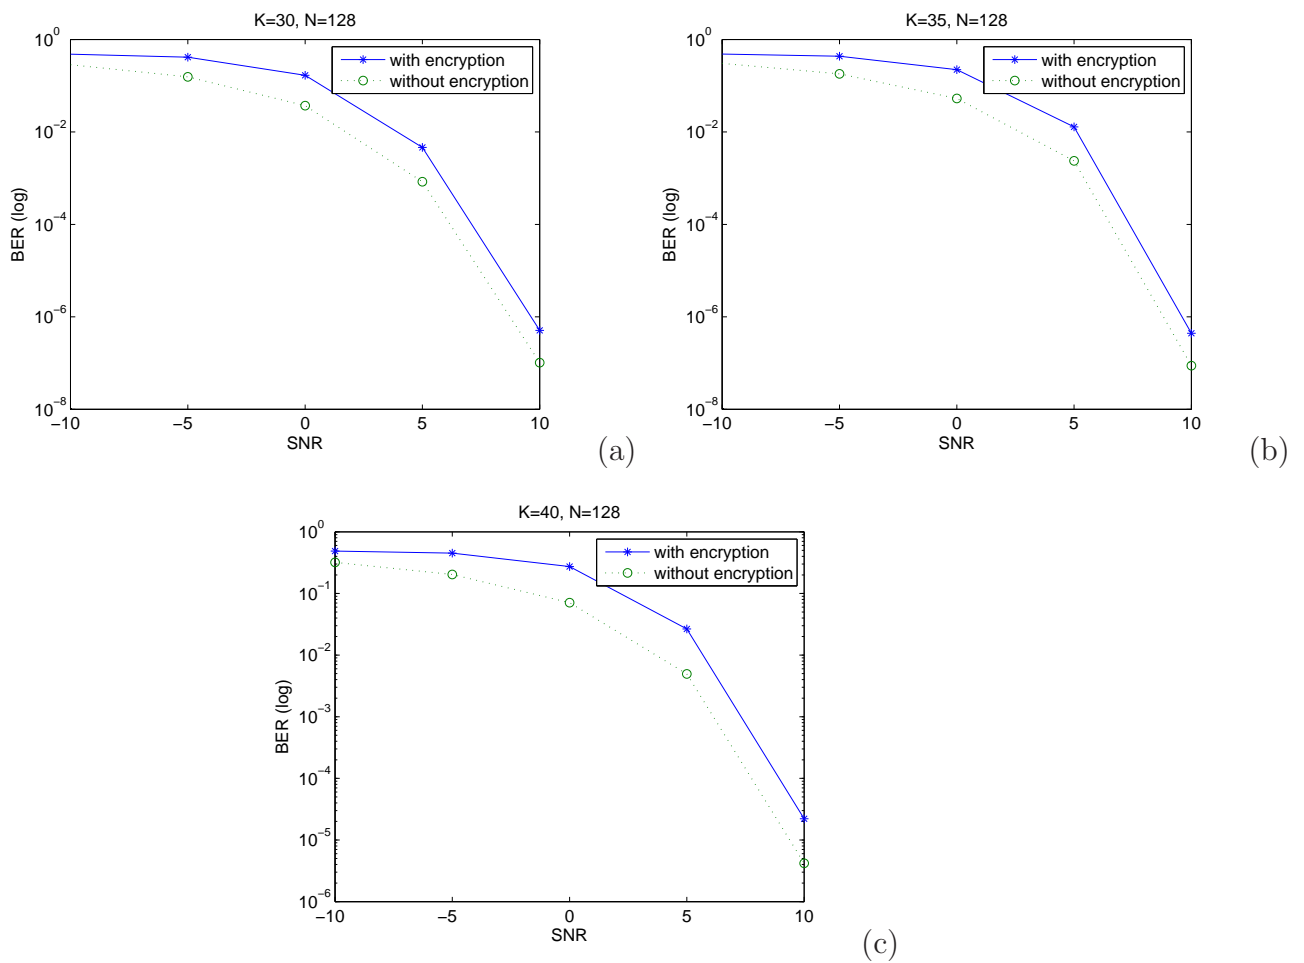 K=30, N=128
10^0
10^−2
10^−4
10^−6
10^−8
BER (log)
with encryption
without encryption
−10 −5 0 5 10
SNR
(a)
K=35, N=128
10^0
10^−2
10^−4
10^−6
10^−8
BER (log)
with encryption
without encryption
−10 −5 0 5 10
SNR
(b)
K=40, N=128
10^0
10^−1
10^−2
10^−3
10^−4
10^−5
10^−6
BER (log)
with encryption
without encryption
−10 −5 0 5 10
SNR
(c)